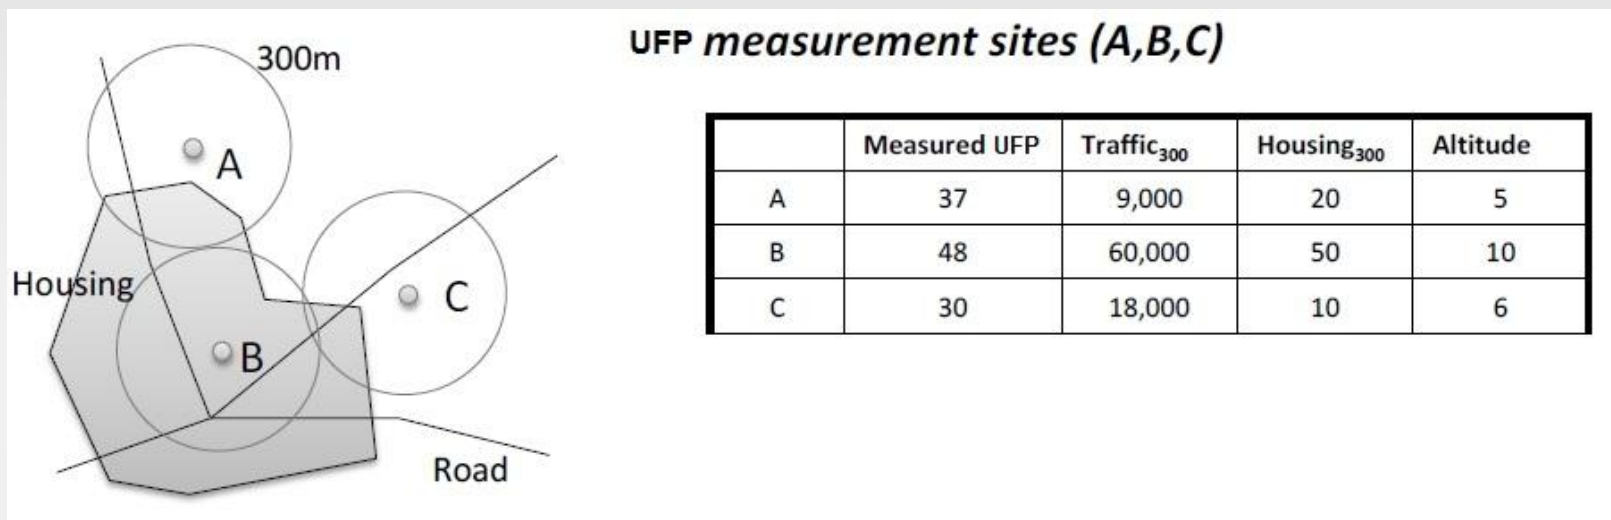 UFP measurement sites (A,B,C)
300m
A
Housing
B
C
Road
Measured UFP Traffic300 Housing300 Altitude
A 37 9,000 20 5
B 48 60,000 50 10
C 30 18,000 10 6